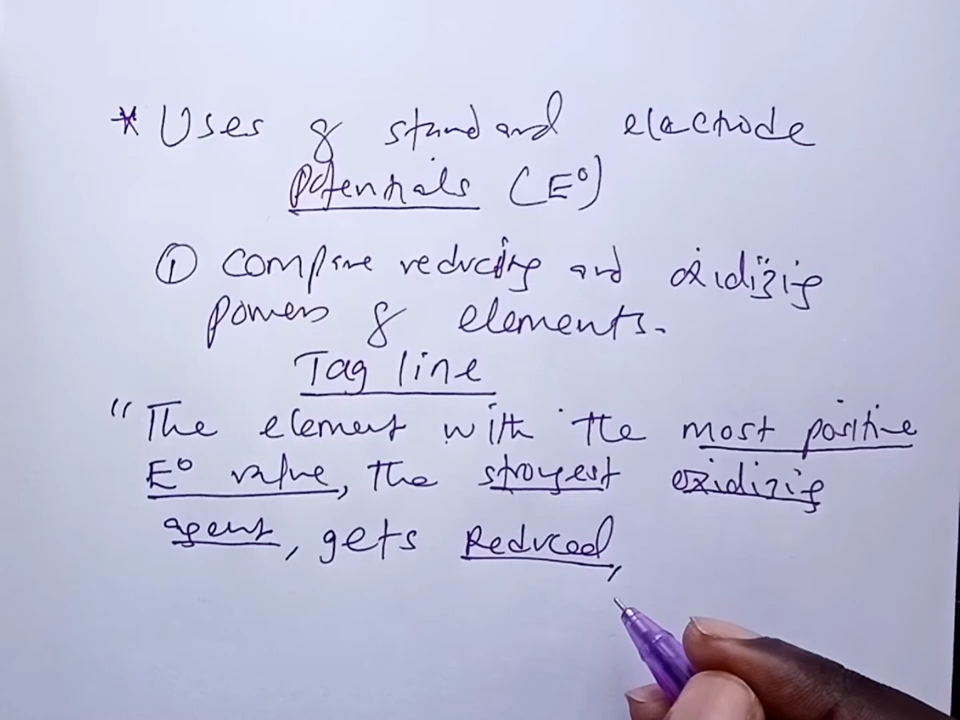 * Uses of standard electrode
potentials (E°)
① compare reducing and oxidizing
powers of elements.
Tag line
"The element with the most positive
E° value, the strongest oxidizing
agent, gets Reduced,